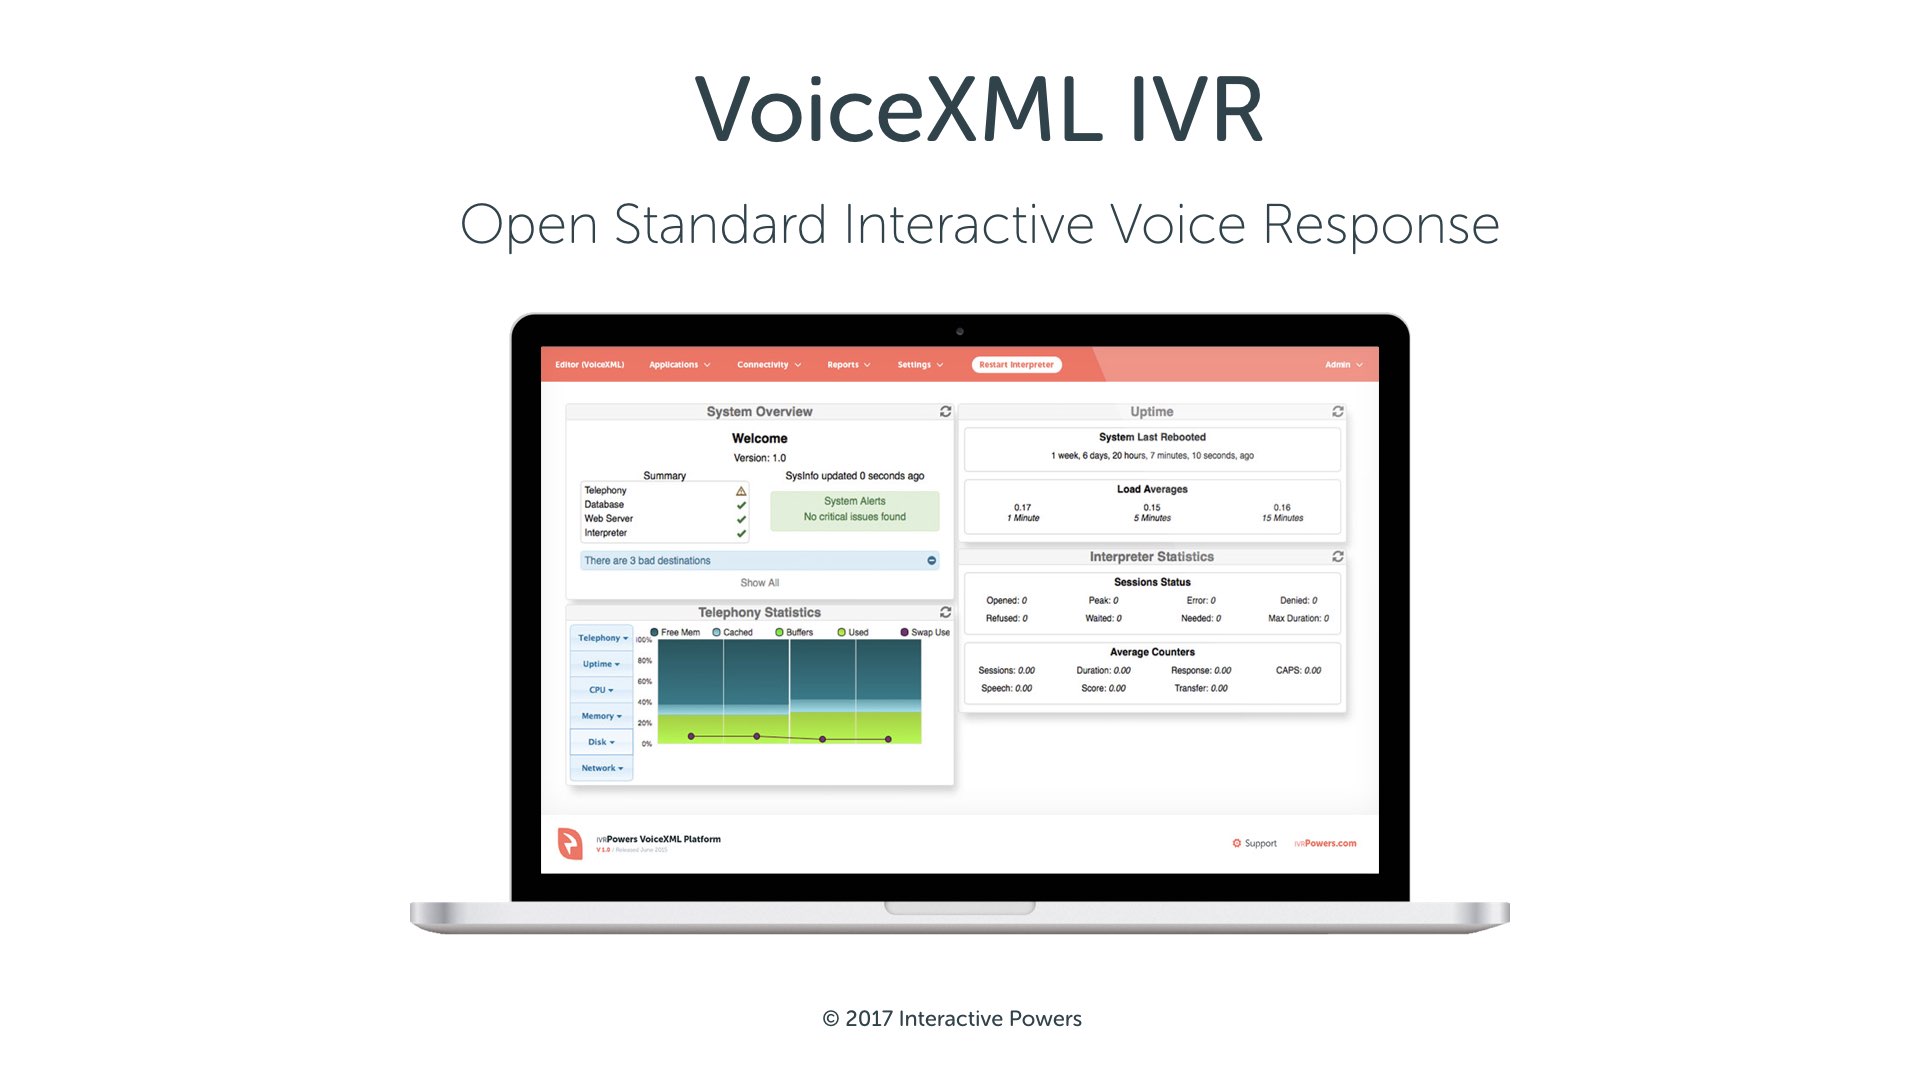 VoiceXML IVR
Open Standard Interactive Voice Response
Editor (VoiceXML) Applications Connectivity Reports Settings Restart Interpreter Admin
System Overview
Welcome
Version: 1.0
Summary
SysInfo updated 0 seconds ago
Telephony
Database
Web Server
Interpreter
System Alerts
No critical issues found
There are 3 bad destinations
Show All
Telephony Statistics
Telephony
Uptime
CPU
Memory
Disk
Network
Free Mem Cached Buffers Used Swap Use
100%
80%
60%
40%
20%
0%
Uptime
System Last Rebooted
1 week, 6 days, 20 hours, 7 minutes, 10 seconds, ago
Load Averages
0.17 0.15 0.16
1 Minute 5 Minutes 15 Minutes
Interpreter Statistics
Sessions Status
Opened: 0 Peak: 0 Error: 0 Denied: 0
Refused: 0 Waited: 0 Needed: 0 Max Duration: 0
Average Counters
Sessions: 0.00 Duration: 0.00 Response: 0.00 CAPS: 0.00
Speech: 0.00 Score: 0.00 Transfer: 0.00
IVRPowers VoiceXML Platform
V 1.0 / Released June 2015
Support IVRPowers.com
© 2017 Interactive Powers